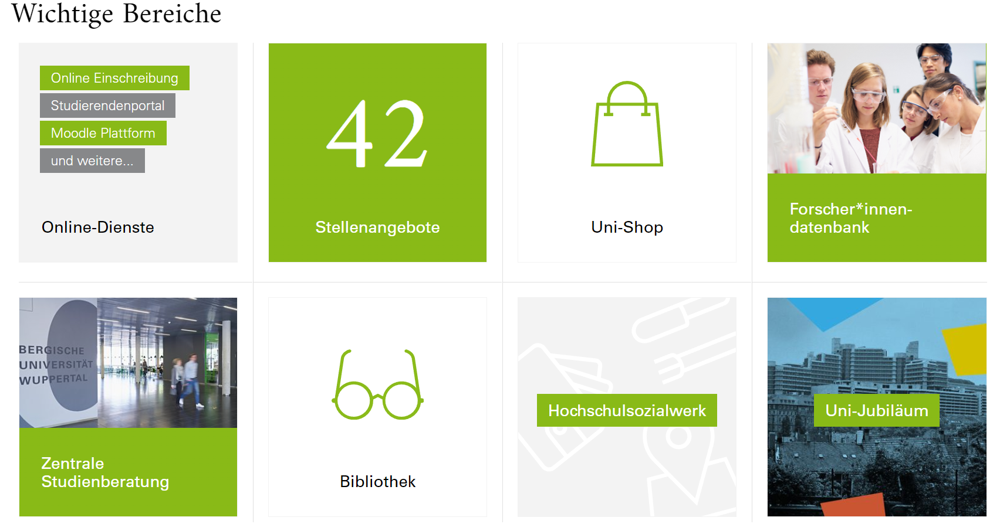 Wichtige Bereiche
Online Einschreibung
Studierendenportal
Moodle Plattform
und weitere...
Online-Dienste
42
Stellenangebote
Uni-Shop
Forscher*innen-
datenbank
BERGISCHE
UNIVERSITÄT
WUPPERTAL
Zentrale
Studienberatung
Bibliothek
Hochschulsozialwerk
Uni-Jubiläum